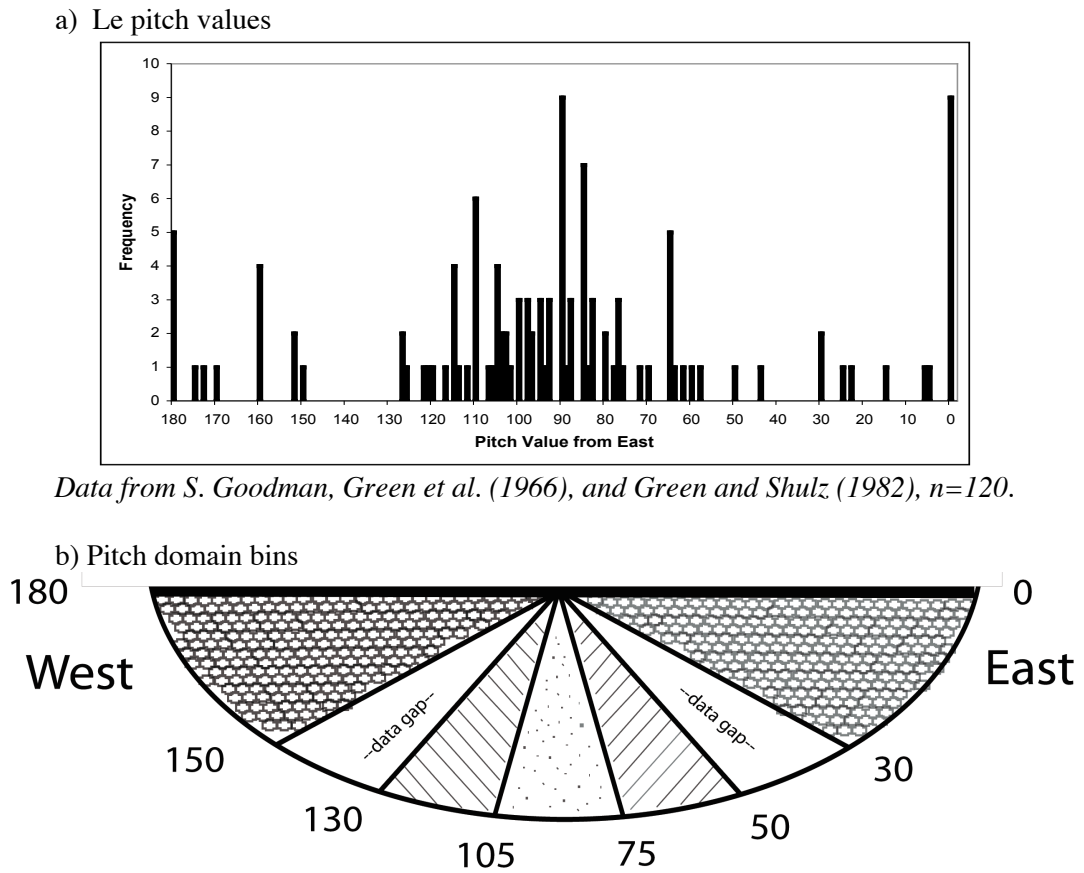 a) Le pitch values
10
9
8
7
6
5
4
3
2
1
0
Frequency
180 170 160 150 140 130 120 110 100 90 80 70 60 50 40 30 20 10 0
Pitch Value from East
Data from S. Goodman, Green et al. (1966), and Green and Shulz (1982), n=120.
b) Pitch domain bins
180 0
West East
--data gap-- --data gap--
150 30
130 50
105 75